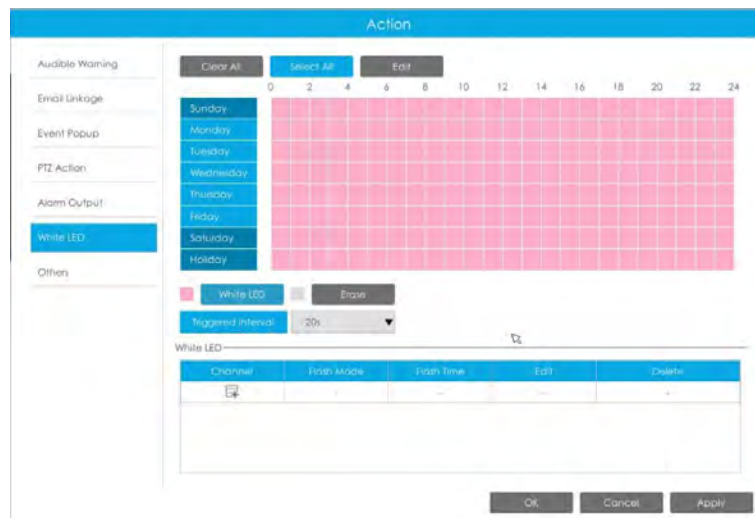 Action
Audible Warning
Email Linkage
Event Popup
PTZ Action
Alarm Output
White LED
Others
Clear All Select All Edit
0 2 4 6 8 10 12 14 16 18 20 22 24
Sunday
Monday
Tuesday
Wednesday
Thursday
Friday
Saturday
Holiday
White LED Erase
Triggered Interval 20s
White LED
Channel Flash Mode Flash Time Edit Delete
- -- -- -
OK Cancel Apply